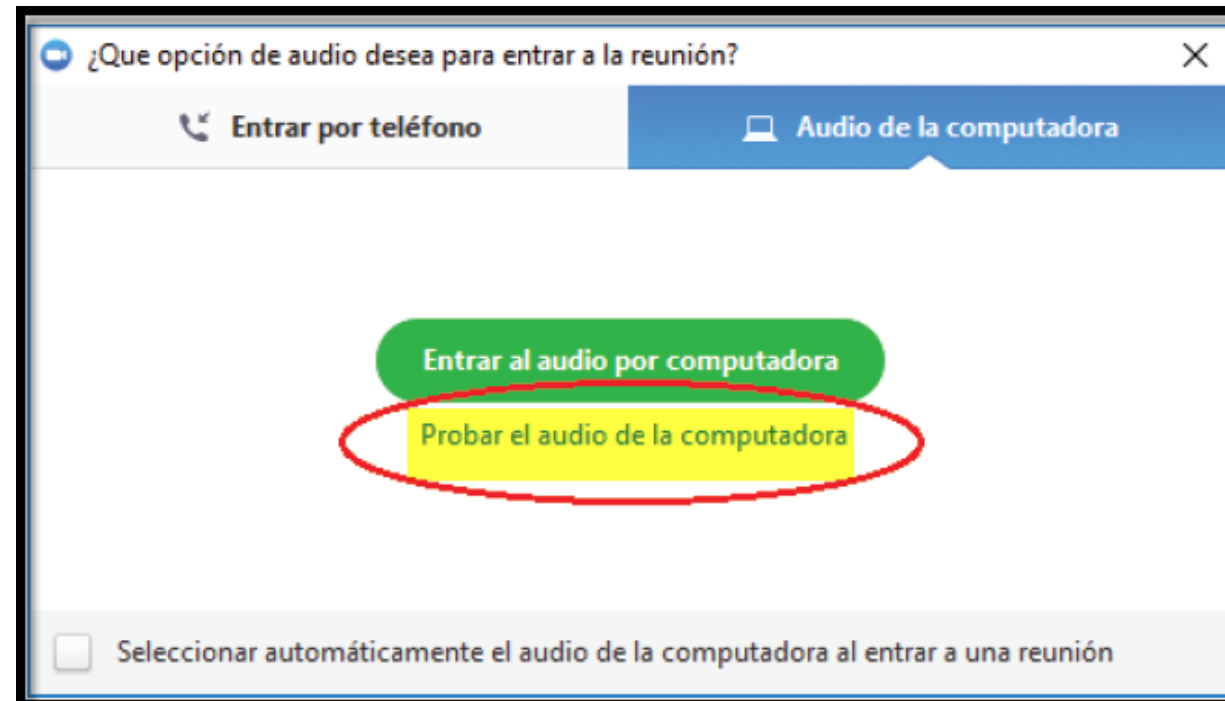 ¿Que opción de audio desea para entrar a la reunión?
Entrar por teléfono
Audio de la computadora
Entrar al audio por computadora
Probar el audio de la computadora
Seleccionar automáticamente el audio de la computadora al entrar a una reunión